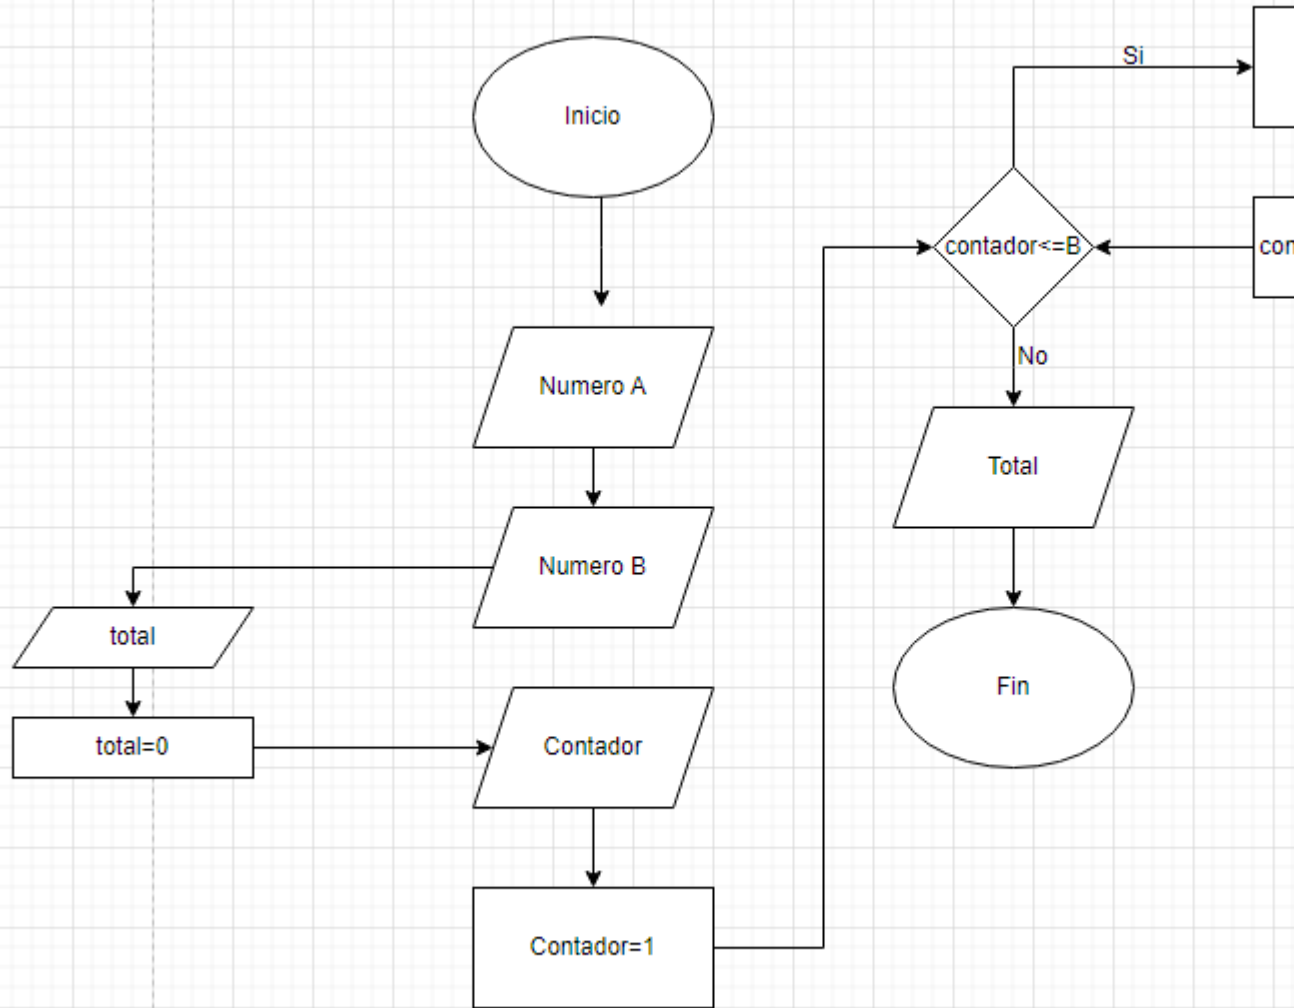 Inicio
Numero A
Numero B
total
total=0
Contador
Contador=1
contador<=B
Si
No
Total
Fin